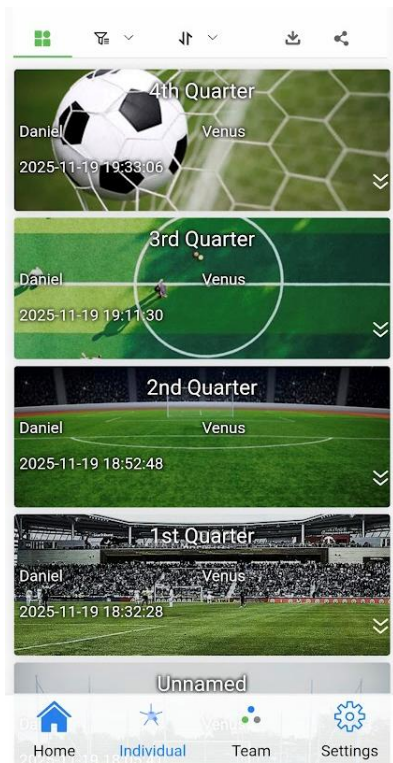 4th Quarter
Daniel Venus
2025-11-19 19:33:06
3rd Quarter
Daniel Venus
2025-11-19 19:11:30
2nd Quarter
Daniel Venus
2025-11-19 18:52:48
1st Quarter
Daniel Venus
2025-11-19 18:32:28
Unnamed
Venus
Home Individual Team Settings